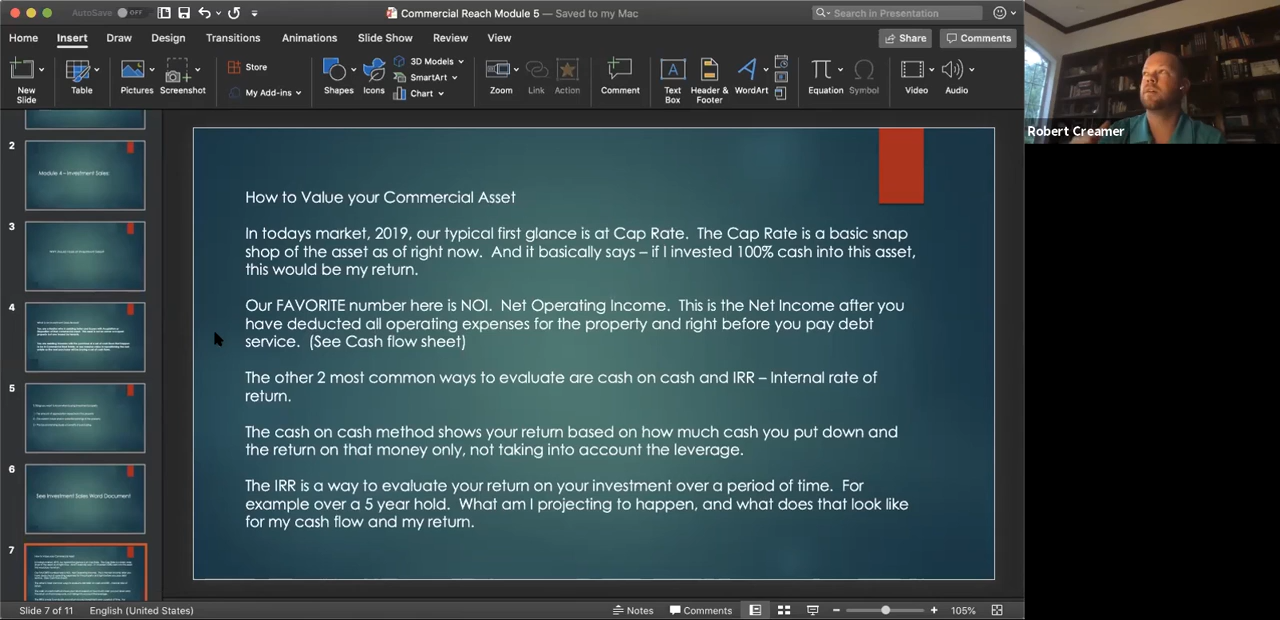 AutoSave OFF
Commercial Reach Module 5 — Saved to my Mac
Search in Presentation
Home Insert Draw Design Transitions Animations Slide Show Review View
Share Comments
New Slide
Table
Pictures
Screenshot
Store
My Add-ins
Shapes
Icons
3D Models
SmartArt
Chart
Zoom
Link
Action
Comment
Text Box
Header & Footer
WordArt
Equation
Symbol
Video
Audio
Robert Creamer
2
Module 4 – Investment Sales
3
4
5
6
See Investment Sales Word Document
7
How to Value your Commercial Asset
In todays market, 2019, our typical first glance is at Cap Rate. The Cap Rate is a basic snap
shop of the asset as of right now. And it basically says – if I invested 100% cash into this asset,
this would be my return.
Our FAVORITE number here is NOI. Net Operating Income. This is the Net Income after you
have deducted all operating expenses for the property and right before you pay debt
service. (See Cash flow sheet)
The other 2 most common ways to evaluate are cash on cash and IRR – Internal rate of
return.
The cash on cash method shows your return based on how much cash you put down and
the return on that money only, not taking into account the leverage.
The IRR is a way to evaluate your return on your investment over a period of time. For
example over a 5 year hold. What am I projecting to happen, and what does that look like
for my cash flow and my return.
Slide 7 of 11 English (United States)
Notes Comments 105%